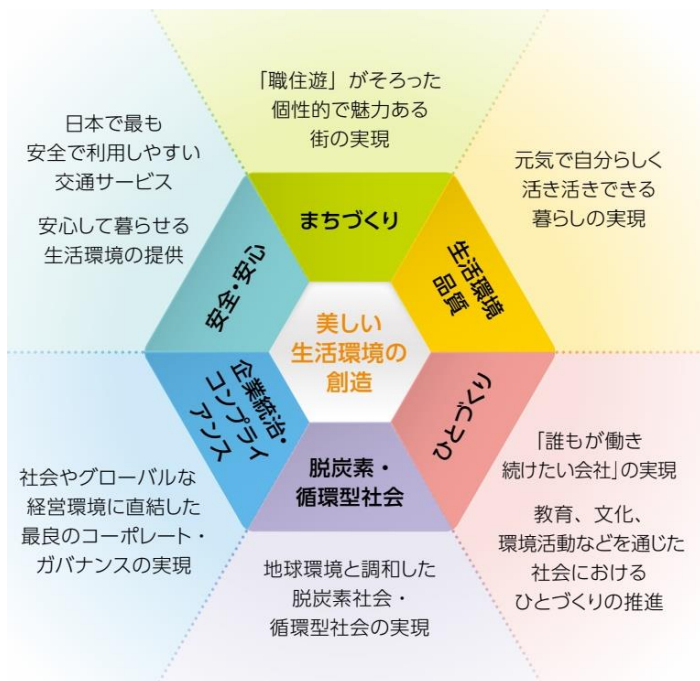 「職住遊」がそろった
個性的で魅力ある
街の実現
まちづくり
元気で自分らしく
活き活きできる
暮らしの実現
生活環境
品質
「誰もが働き
続けたい会社」の実現
教育、文化、
環境活動などを通じた
社会における
ひとづくりの推進
ひとづくり
地球環境と調和した
脱炭素社会・
循環型社会の実現
脱炭素・
循環型社会
社会やグローバルな
経営環境に直結した
最良のコーポレート・
ガバナンスの実現
企業統治・
コンプライ
アンス
日本で最も
安全で利用しやすい
交通サービス
安心して暮らせる
生活環境の提供
安全・安心
美しい
生活環境の
創造